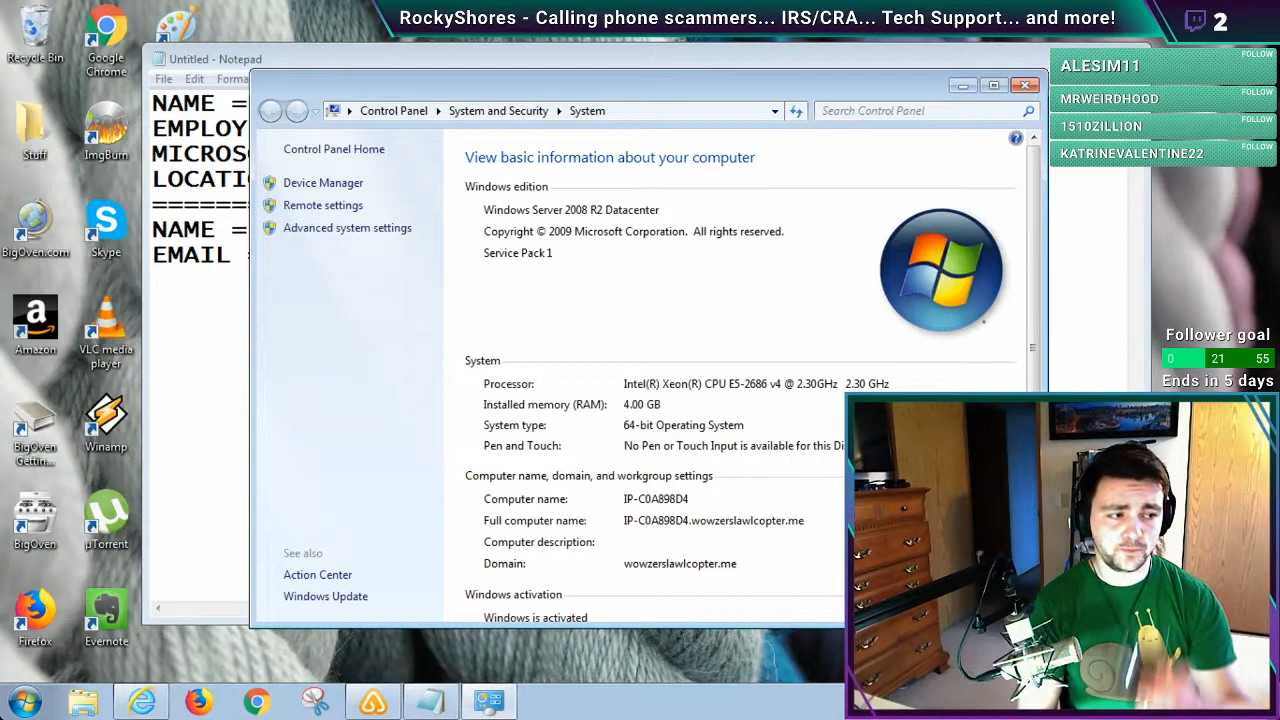 RockyShores - Calling phone scammers... IRS/CRA... Tech Support... and more!
2
ALESIM11
FOLLOW
MRWEIRDHOOD
FOLLOW
1510ZILLION
FOLLOW
KATRINEVALENTINE22
FOLLOW
Follower goal
0 21 55
Ends in 5 days
Recycle Bin
Google Chrome
Stuff
ImgBurn
BigOven.com
Skype
Amazon
VLC media player
BigOven Gettin...
Winamp
BigOven
µTorrent
Firefox
Evernote
Untitled - Notepad
File Edit Forma
NAME =
EMPLOY
MICROS
LOCATI
=======
NAME =
EMAIL
Control Panel System and Security System
Search Control Panel
Control Panel Home
Device Manager
Remote settings
Advanced system settings
See also
Action Center
Windows Update
View basic information about your computer
Windows edition
Windows Server 2008 R2 Datacenter
Copyright © 2009 Microsoft Corporation. All rights reserved.
Service Pack 1
System
Processor: Intel(R) Xeon(R) CPU E5-2686 v4 @ 2.30GHz 2.30 GHz
Installed memory (RAM): 4.00 GB
System type: 64-bit Operating System
Pen and Touch: No Pen or Touch Input is available for this Di
Computer name, domain, and workgroup settings
Computer name: IP-C0A898D4
Full computer name: IP-C0A898D4.wowzerslawlcopter.me
Computer description:
Domain: wowzerslawlcopter.me
Windows activation
Windows is activated